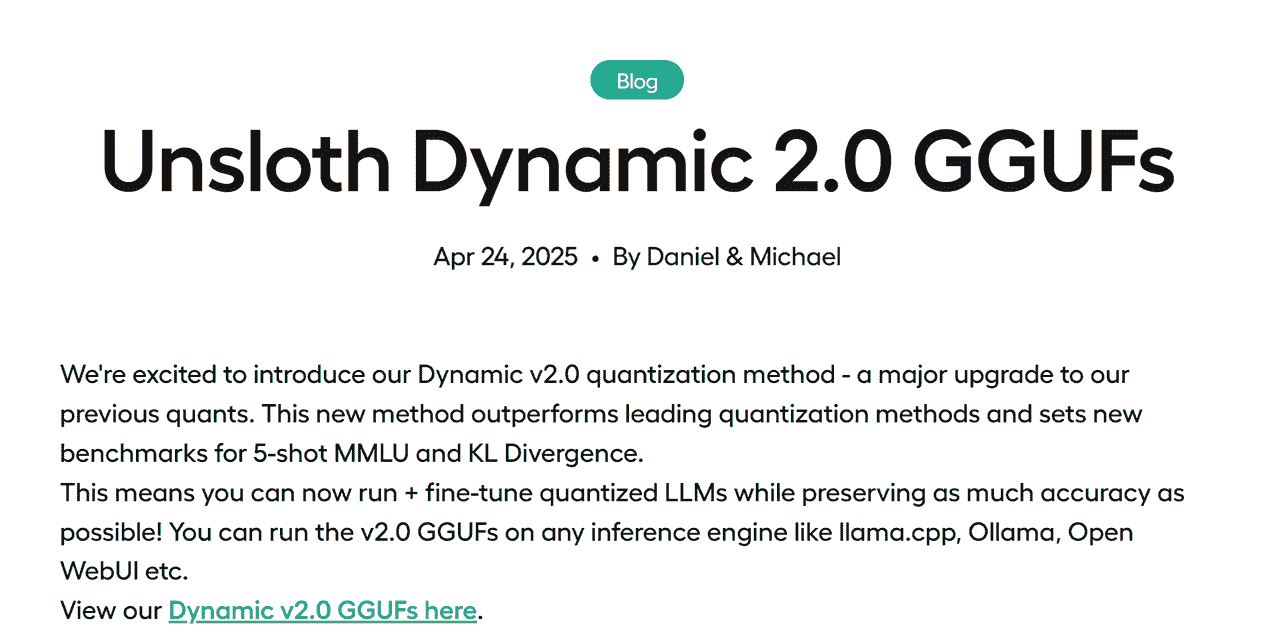 Blog
Unsloth Dynamic 2.0 GGUFs
Apr 24, 2025 • By Daniel & Michael
We're excited to introduce our Dynamic v2.0 quantization method - a major upgrade to our
previous quants. This new method outperforms leading quantization methods and sets new
benchmarks for 5-shot MMLU and KL Divergence.
This means you can now run + fine-tune quantized LLMs while preserving as much accuracy as
possible! You can run the v2.0 GGUFs on any inference engine like llama.cpp, Ollama, Open
WebUI etc.
View our Dynamic v2.0 GGUFs here.